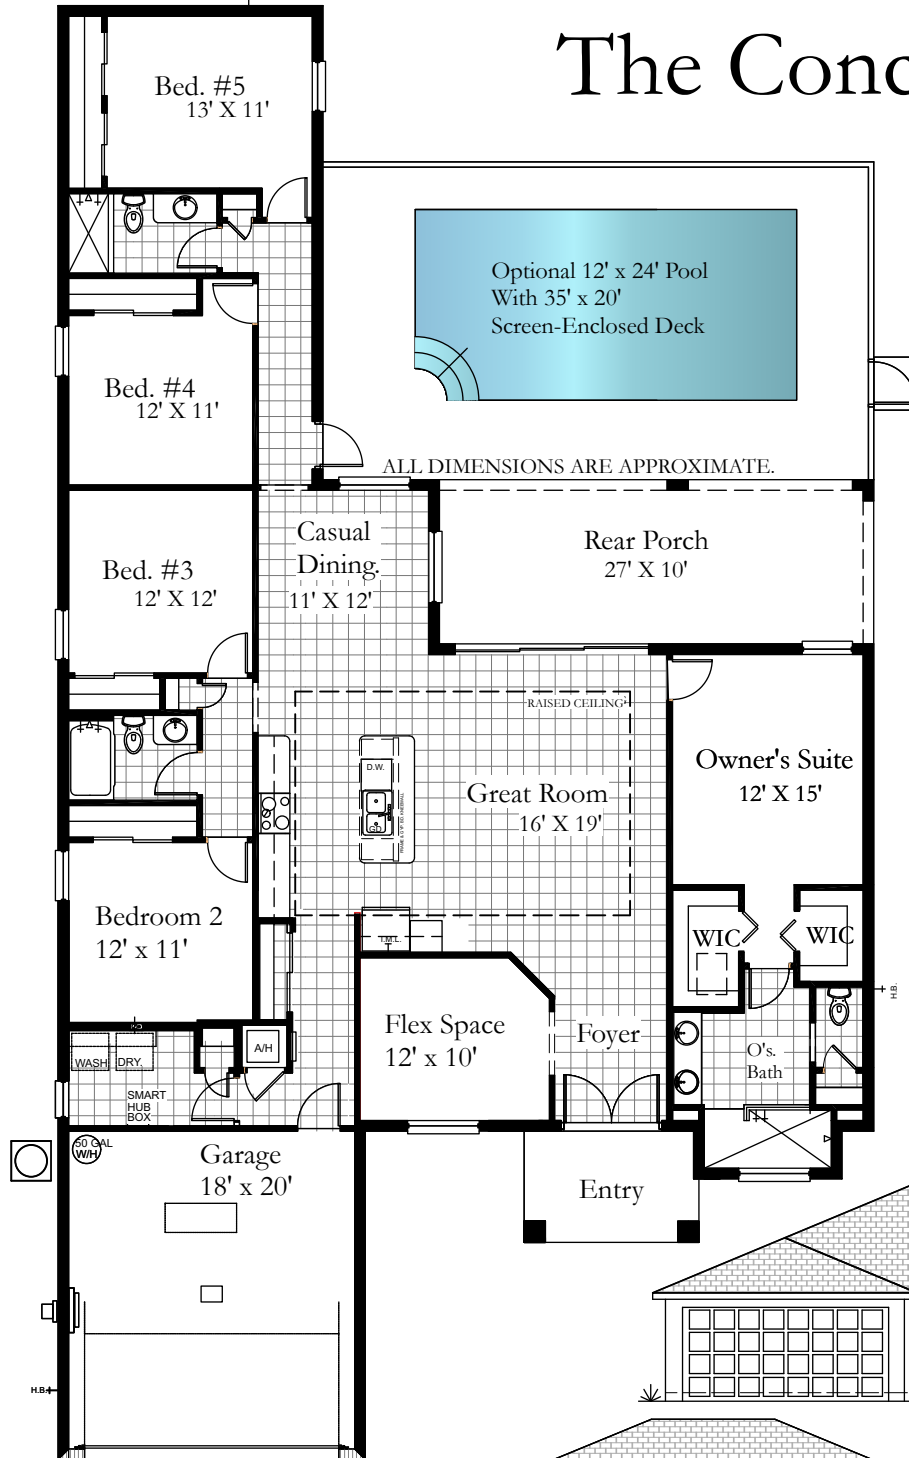 The Conc
Bed. #5
13' X 11'
Optional 12' x 24' Pool
With 35' x 20'
Screen-Enclosed Deck
Bed. #4
12' X 11'
ALL DIMENSIONS ARE APPROXIMATE.
Casual
Dining.
11' X 12'
Rear Porch
27' X 10'
Bed. #3
12' X 12'
RAISED CEILING
D.W.
Great Room
16' X 19'
Owner's Suite
12' X 15'
Bedroom 2
12' x 11'
WIC
WIC
H.B.
Flex Space
12' x 10'
Foyer
A/H
WASH
DRY.
SMART
HUB
BOX
O's.
Bath
50 GAL
W/H
Garage
18' x 20'
Entry
H.B.